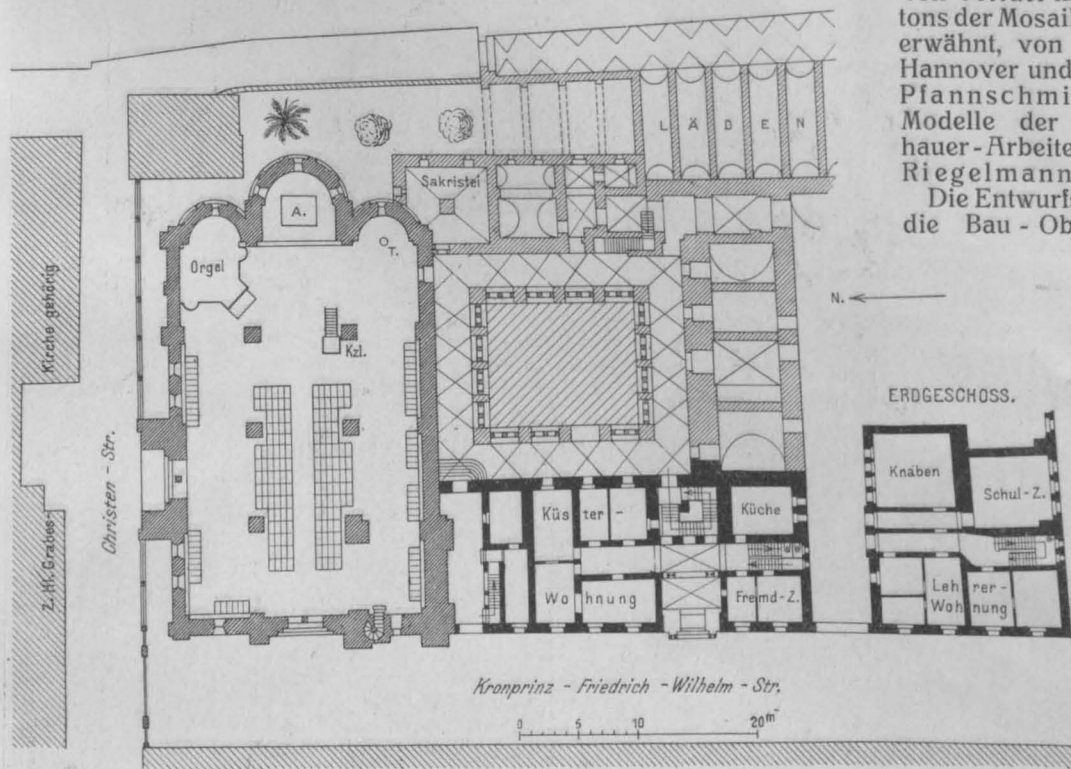 tons der Mosaik
erwähnt, von
Hannover und
Pfannschmi
Modelle der
hauer-Arbeite
Riegelmann
Die Entwurfs
die Bau - Ob
LÄDEN
Sakristei
A.
T.
Orgel
Kzl.
N.
Kirche gehörig
Z. Hl. Grabes-
Christen - Str.
ERDGESCHOSS.
Knaben
Schul - Z.
Küster -
Küche
Wohnung
Fremd - Z.
Lehrer -
Wohnung
Kronprinz - Friedrich - Wilhelm - Str.
0 5 10 20 m